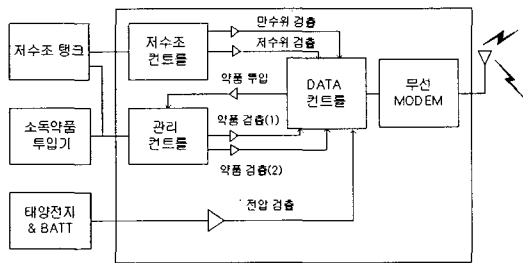 만수위 검출
저수조 탱크
저수조
컨트롤
저수위 검출
약품 투입
DATA
컨트롤
무선
MODEM
소독약품
투입기
관리
컨트롤
약품 검출(1)
약품 검출(2)
태양전지
& BATT
전압 검출